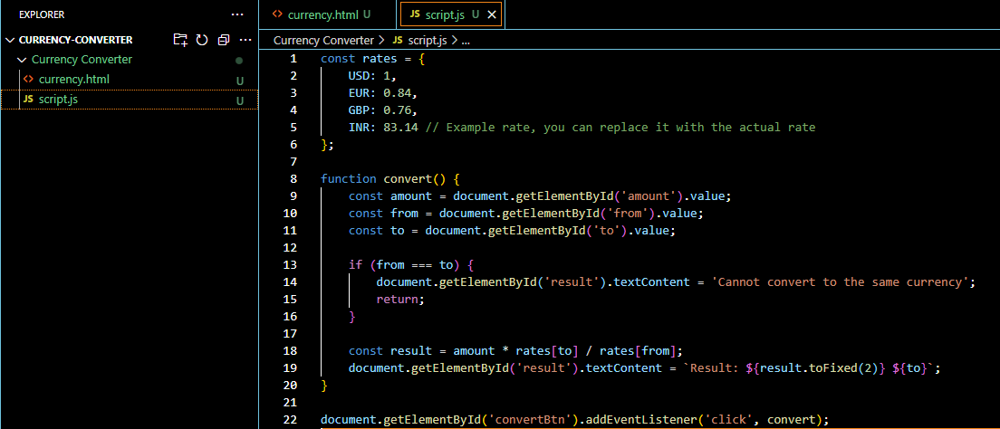 EXPLORER ...
CURRENCY-CONVERTER ...
Currency Converter
<> currency.html U
JS script.js U
<> currency.html U
JS script.js U ×
Currency Converter > JS script.js > ...
1 const rates = {
2     USD: 1,
3     EUR: 0.84,
4     GBP: 0.76,
5     INR: 83.14 // Example rate, you can replace it with the actual rate
6 };
7
8 function convert() {
9     const amount = document.getElementById('amount').value;
10     const from = document.getElementById('from').value;
11     const to = document.getElementById('to').value;
12
13     if (from === to) {
14         document.getElementById('result').textContent = 'Cannot convert to the same currency';
15         return;
16     }
17
18     const result = amount * rates[to] / rates[from];
19     document.getElementById('result').textContent = `Result: ${result.toFixed(2)} ${to}`;
20 }
21
22 document.getElementById('convertBtn').addEventListener('click', convert);